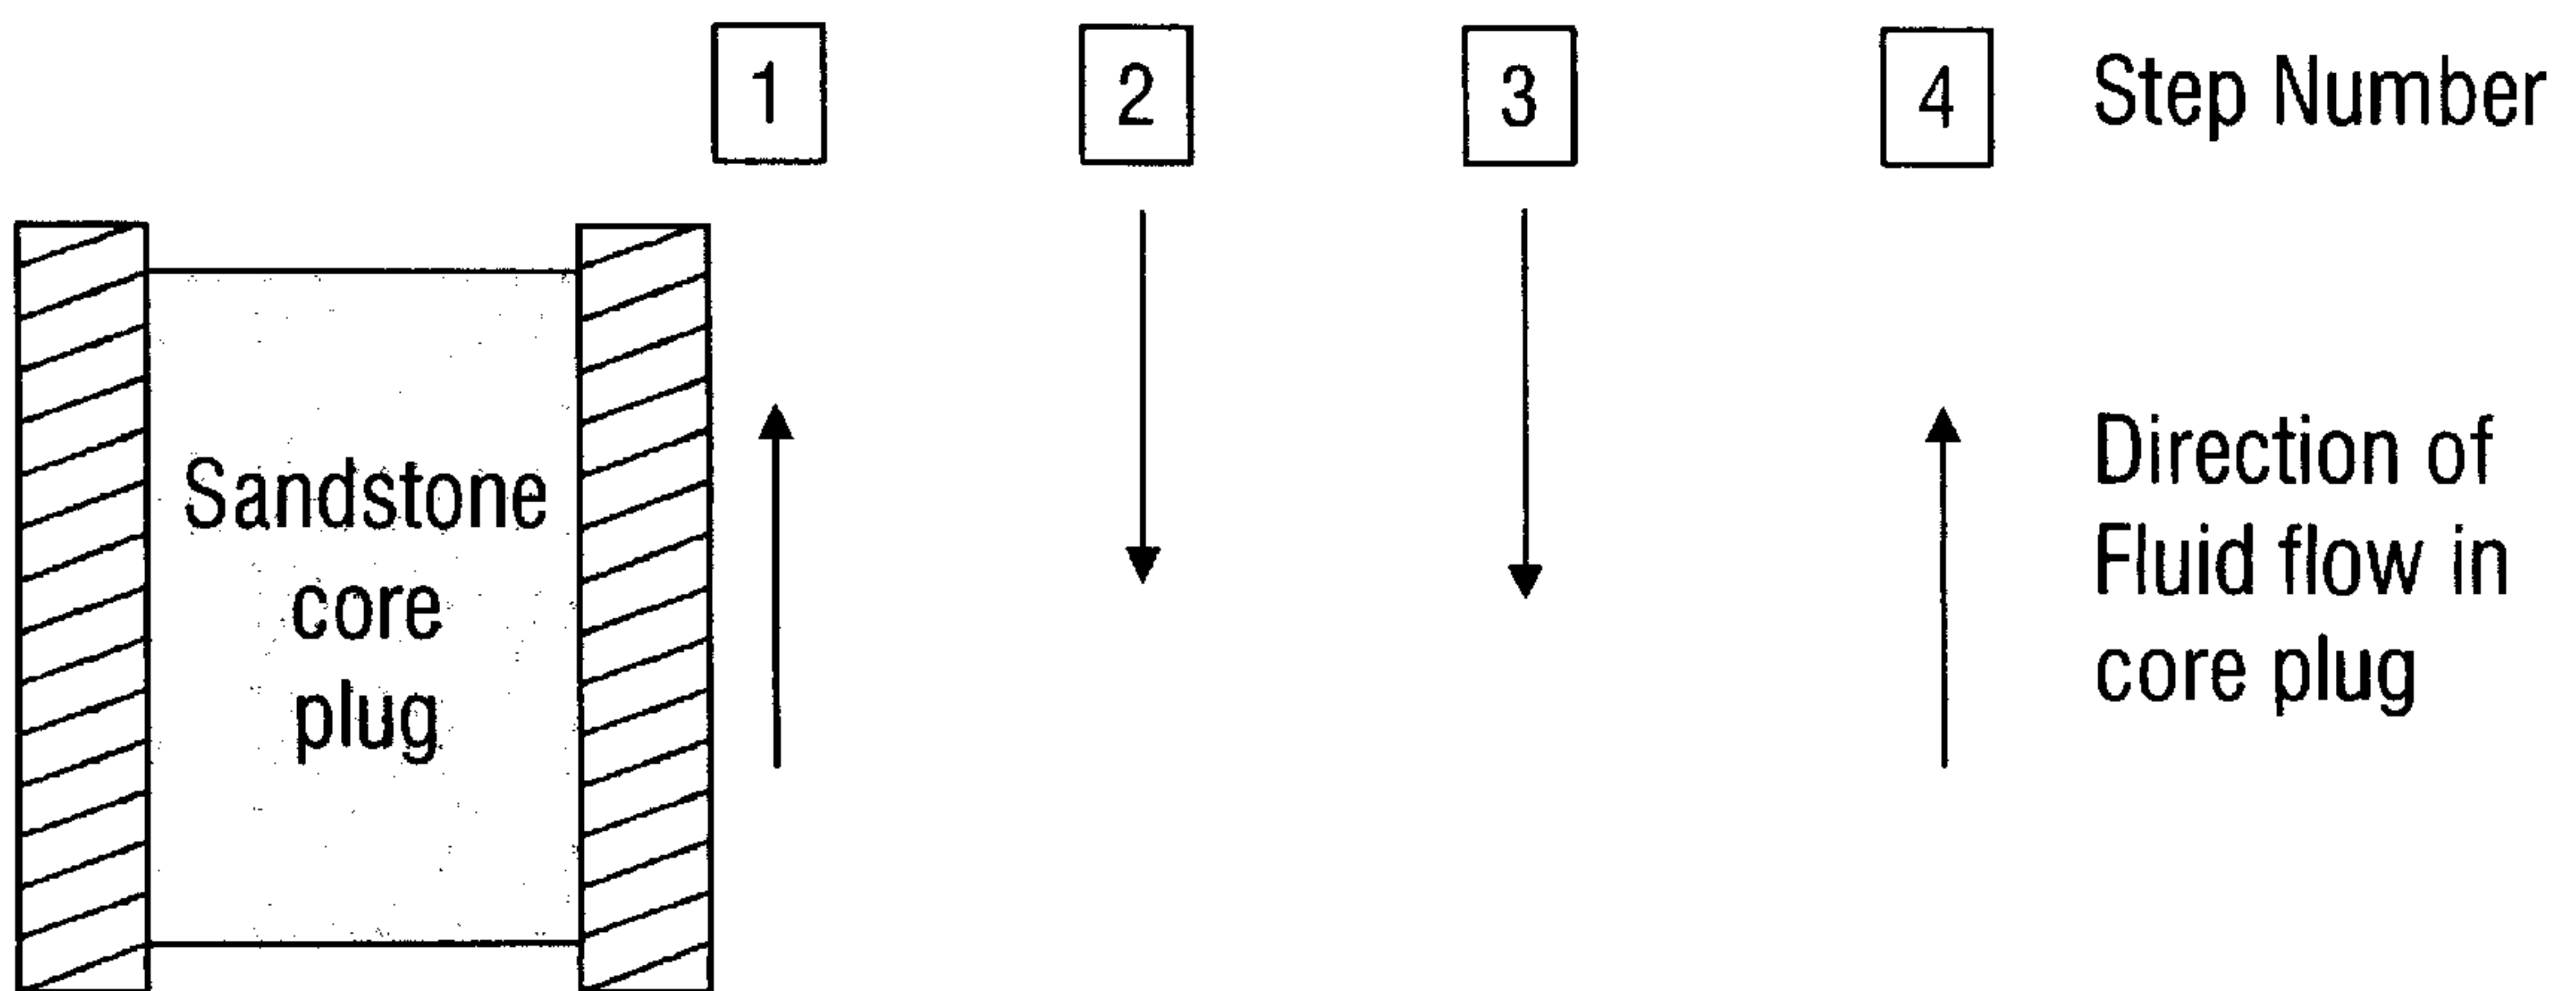 1
2
3
4
Step Number
Sandstone
core
plug
Direction of
Fluid flow in
core plug